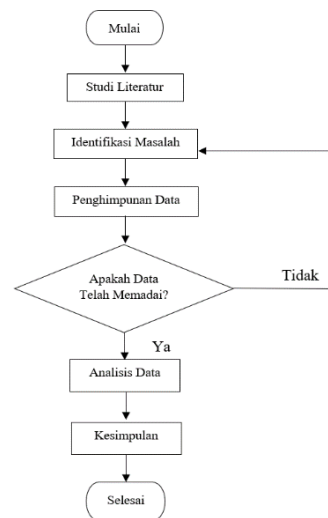 Mulai
Studi Literatur
Identifikasi Masalah
Penghimpunan Data
Apakah Data
Telah Memadai?
Tidak
Ya
Analisis Data
Kesimpulan
Selesai